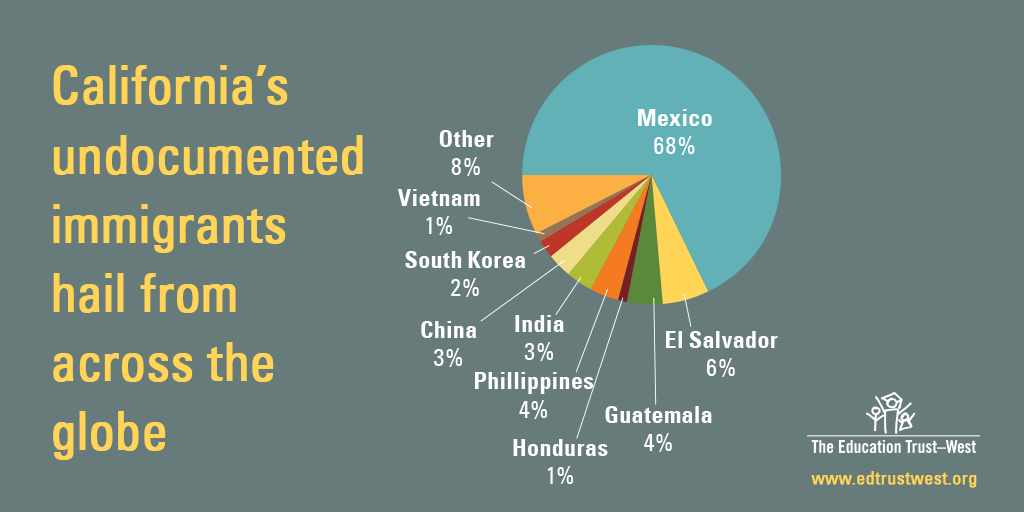 California’s
undocumented
immigrants
hail from
across the
globe
Mexico
68%
Other
8%
Vietnam
1%
South Korea
2%
China
3%
India
3%
Phillippines
4%
Honduras
1%
Guatemala
4%
El Salvador
6%
The Education Trust–West
www.edtrustwest.org